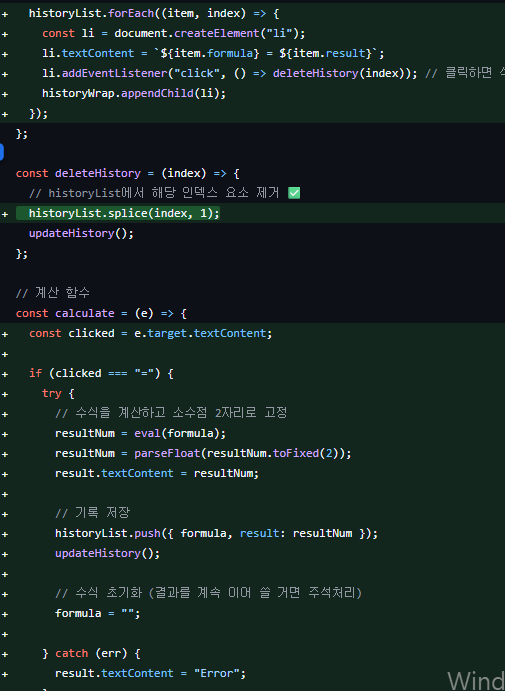 + historyList.forEach((item, index) => {
+ const li = document.createElement("li");
+ li.textContent = `${item.formula} = ${item.result}`;
+ li.addEventListener("click", () => deleteHistory(index)); // 클릭하면
+ historyWrap.appendChild(li);
+ });
};
const deleteHistory = (index) => {
// historyList에서 해당 인덱스 요소 제거 ✅
+ historyList.splice(index, 1);
updateHistory();
};
// 계산 함수
const calculate = (e) => {
+ const clicked = e.target.textContent;
+
+ if (clicked === "=") {
+ try {
+ // 수식을 계산하고 소수점 2자리로 고정
+ resultNum = eval(formula);
+ resultNum = parseFloat(resultNum.toFixed(2));
+ result.textContent = resultNum;
+
+ // 기록 저장
+ historyList.push({ formula, result: resultNum });
+ updateHistory();
+
+ // 수식 초기화 (결과를 계속 이어 쓸 거면 주석처리)
+ formula = "";
+
+ } catch (err) {
+ result.textContent = "Error";
Wind